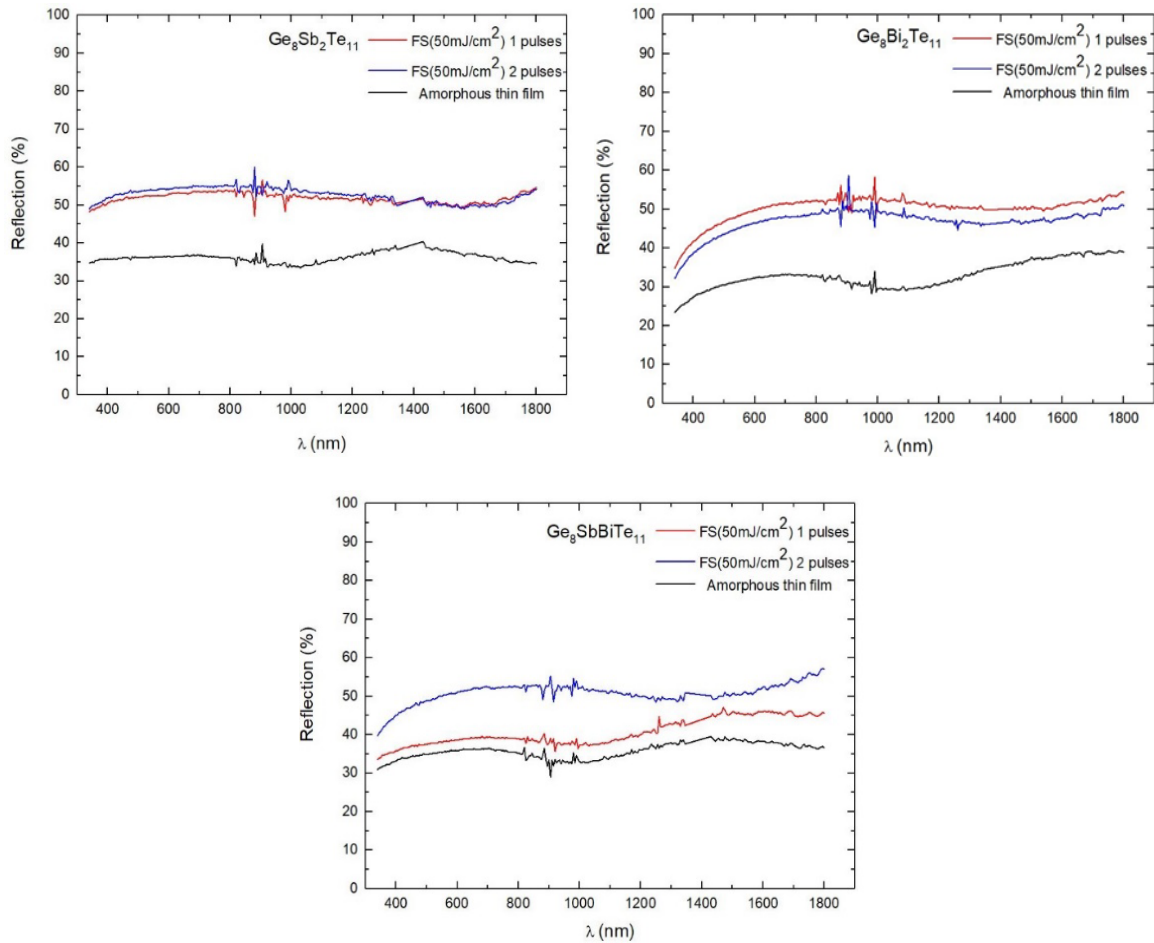 Ge₈Sb₂Te₁₁
FS(50mJ/cm²) 1 pulses
FS(50mJ/cm²) 2 pulses
Amorphous thin film
100
90
80
70
60
50
40
30
20
10
0
Reflection (%)
400 600 800 1000 1200 1400 1600 1800
λ (nm)
Ge₈Bi₂Te₁₁
FS(50mJ/cm²) 1 pulses
FS(50mJ/cm²) 2 pulses
Amorphous thin film
100
90
80
70
60
50
40
30
20
10
0
Reflection (%)
400 600 800 1000 1200 1400 1600 1800
λ (nm)
Ge₈SbBiTe₁₁
FS(50mJ/cm²) 1 pulses
FS(50mJ/cm²) 2 pulses
Amorphous thin film
100
90
80
70
60
50
40
30
20
10
0
Reflection (%)
400 600 800 1000 1200 1400 1600 1800
λ (nm)